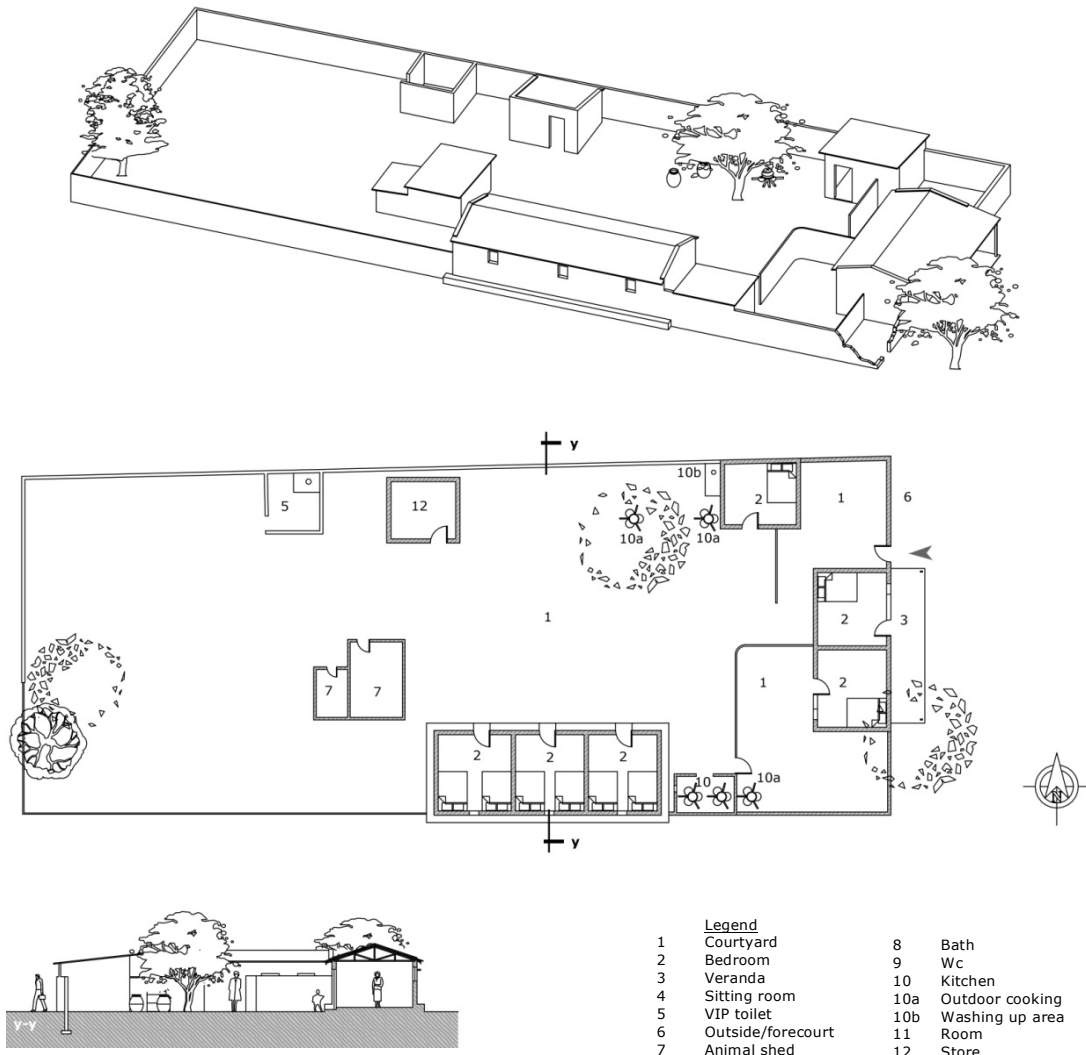 y
10b
5
12
2
1
6
10a
10a
2
3
1
7
7
1
2
2
2
2
10
10a
N
y
y-y
Legend
1 Courtyard
2 Bedroom
3 Veranda
4 Sitting room
5 VIP toilet
6 Outside/forecourt
7 Animal shed
8 Bath
9 Wc
10 Kitchen
10a Outdoor cooking
10b Washing up area
11 Room
12 Store